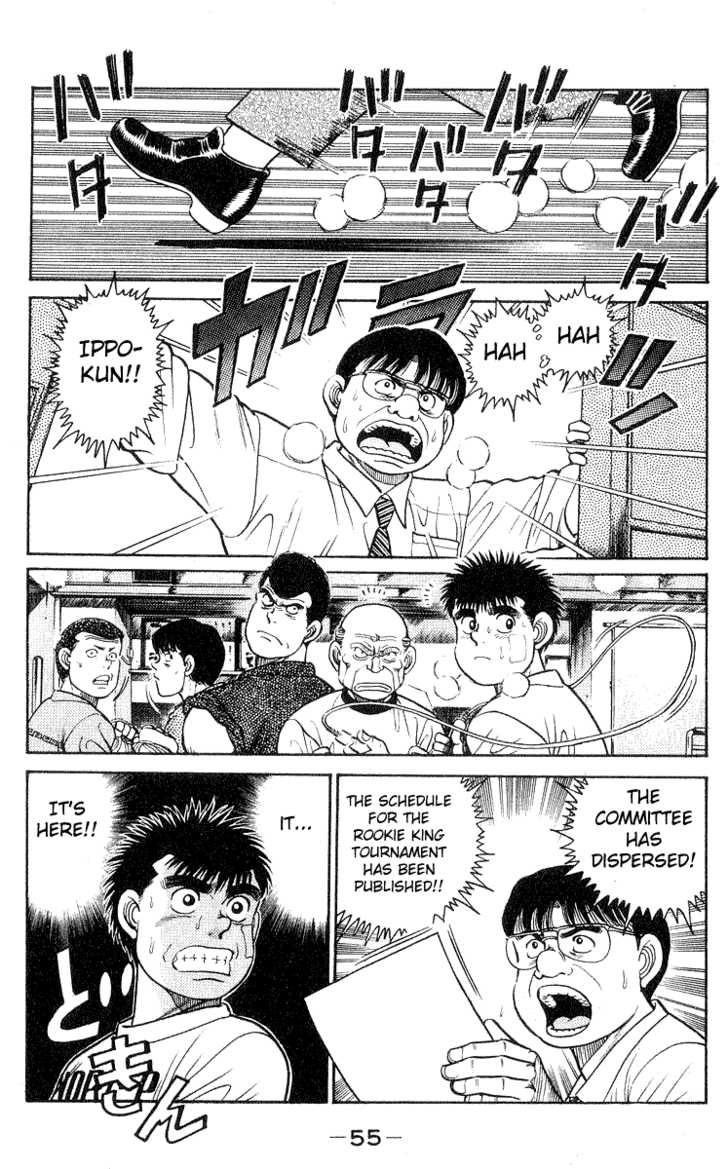 バタ
バタ
バタ
バタ
バタ
HAH
HAH
ガラッ
IPPO-
KUN!!
THE
COMMITTEE
HAS
DISPERSED!
THE SCHEDULE
FOR THE
ROOKIE KING
TOURNAMENT
HAS BEEN
PUBLISHED!!
IT...
IT'S
HERE!!
どきん
—55—